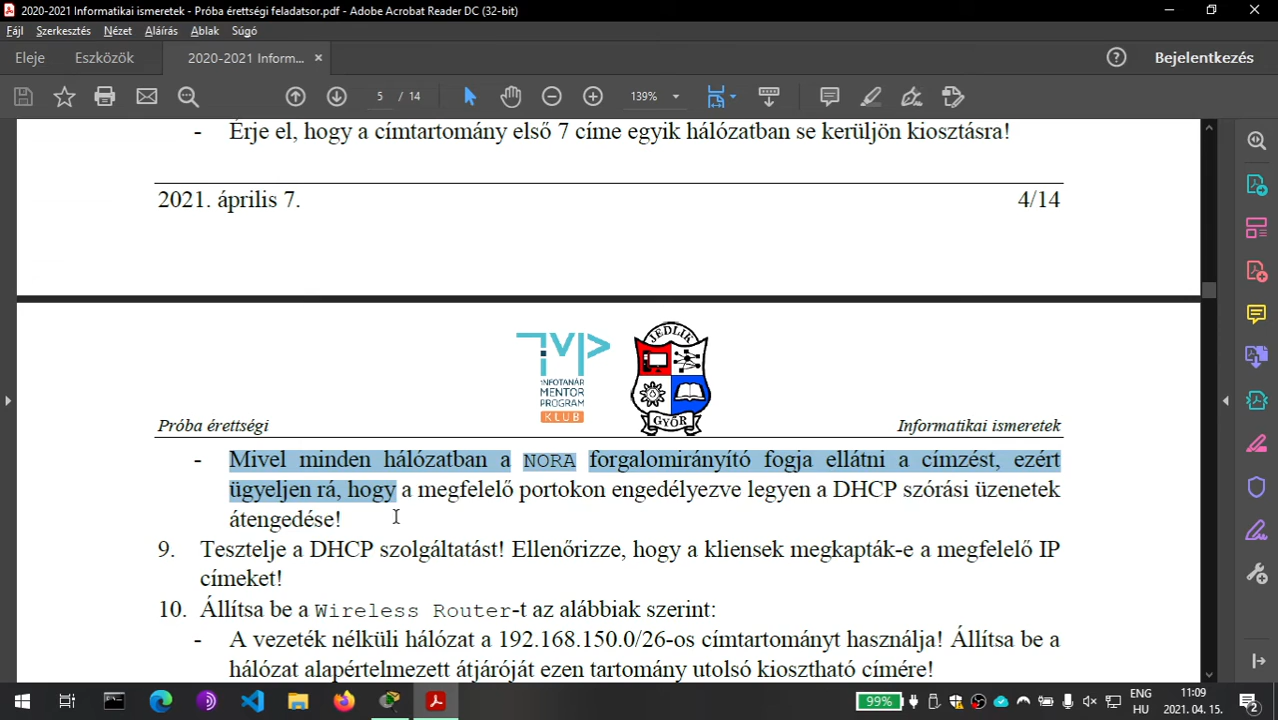 2020-2021 Informatikai ismeretek - Próba érettségi feladatsor.pdf - Adobe Acrobat Reader DC (32-bit)
Fájl Szerkesztés Nézet Aláírás Ablak Súgó
Eleje Eszközök 2020-2021 Inform... × Bejelentkezés
5 / 14 139%
- Érje el, hogy a címtartomány első 7 címe egyik hálózatban se kerüljön kiosztásra!
2021. április 7. 4/14
INFOTANÁR
MENTOR
PROGRAM
KLUB
JEDLIK
GYŐR
Próba érettségi Informatikai ismeretek
- Mivel minden hálózatban a NORA forgalomirányító fogja ellátni a címzést, ezért
ügyeljen rá, hogy a megfelelő portokon engedélyezve legyen a DHCP szórási üzenetek
átengedése!
9. Tesztelje a DHCP szolgáltatást! Ellenőrizze, hogy a kliensek megkapták-e a megfelelő IP
címeket!
10. Állítsa be a Wireless Router-t az alábbiak szerint:
- A vezeték nélküli hálózat a 192.168.150.0/26-os címtartományt használja! Állítsa be a
hálózat alapértelmezett átjáróját ezen tartomány utolsó kiosztható címére!
99% ENG
HU
11:09
2021. 04. 15.
2